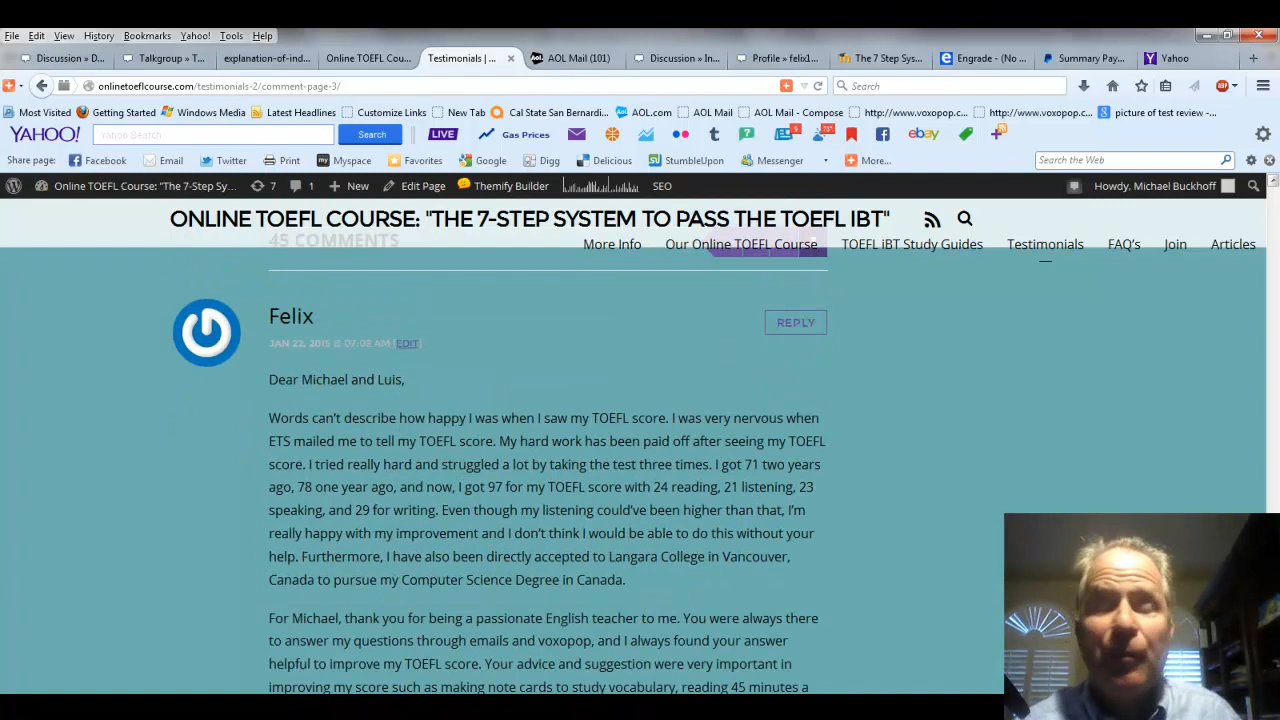 File Edit View History Bookmarks Yahoo! Tools Help
Discussion » D... Talkgroup » T... explanation-of-ind... Online TOEFL Cou... Testimonials | ... AOL Mail (101) Discussion » In... Profile » felix1... The 7 Step Sys... Engrade - (No ... Summary Pay... Yahoo
onlinetoeflcourse.com/testimonials-2/comment-page-3/ Search
Most Visited Getting Started Windows Media Latest Headlines Customize Links New Tab Cal State San Bernardi... AOL.com AOL Mail AOL Mail - Compose http://www.voxopop.c... http://www.voxopop.c... picture of test review -...
YAHOO! Yahoo Search Search LIVE Gas Prices ebay
Share page: Facebook Email Twitter Print Myspace Favorites Google Digg Delicious StumbleUpon Messenger More... Search the Web
Online TOEFL Course: "The 7-Step Sy... 7 1 New Edit Page Themify Builder SEO Howdy, Michael Buckhoff
ONLINE TOEFL COURSE: "THE 7-STEP SYSTEM TO PASS THE TOEFL IBT"
45 COMMENTS
More Info Our Online TOEFL Course TOEFL iBT Study Guides Testimonials FAQ's Join Articles
Felix
REPLY
JAN 22, 2015 @ 07:02 AM (EDIT)
Dear Michael and Luis,
Words can't describe how happy I was when I saw my TOEFL score. I was very nervous when
ETS mailed me to tell my TOEFL score. My hard work has been paid off after seeing my TOEFL
score. I tried really hard and struggled a lot by taking the test three times. I got 71 two years
ago, 78 one year ago, and now, I got 97 for my TOEFL score with 24 reading, 21 listening, 23
speaking, and 29 for writing. Even though my listening could've been higher than that, I'm
really happy with my improvement and I don't think I would be able to do this without your
help. Furthermore, I have also been directly accepted to Langara College in Vancouver,
Canada to pursue my Computer Science Degree in Canada.
For Michael, thank you for being a passionate English teacher to me. You were always there
to answer my questions through emails and voxopop, and I always found your answer
helpful to improve my TOEFL score. Your advice and suggestion were very important in
improving my score such as making note cards to study vocabulary, reading 45 minutes a